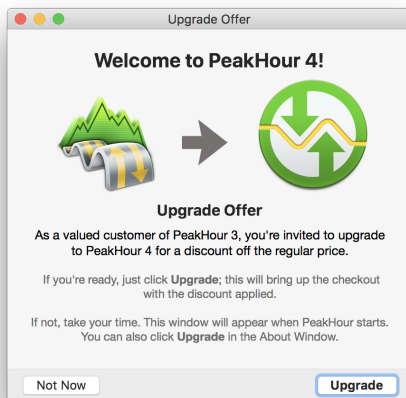 Upgrade Offer
Welcome to PeakHour 4!
Upgrade Offer
As a valued customer of PeakHour 3, you're invited to upgrade
to PeakHour 4 for a discount off the regular price.
If you're ready, just click Upgrade; this will bring up the checkout
with the discount applied.
If not, take your time. This window will appear when PeakHour starts.
You can also click Upgrade in the About Window.
Not Now
Upgrade